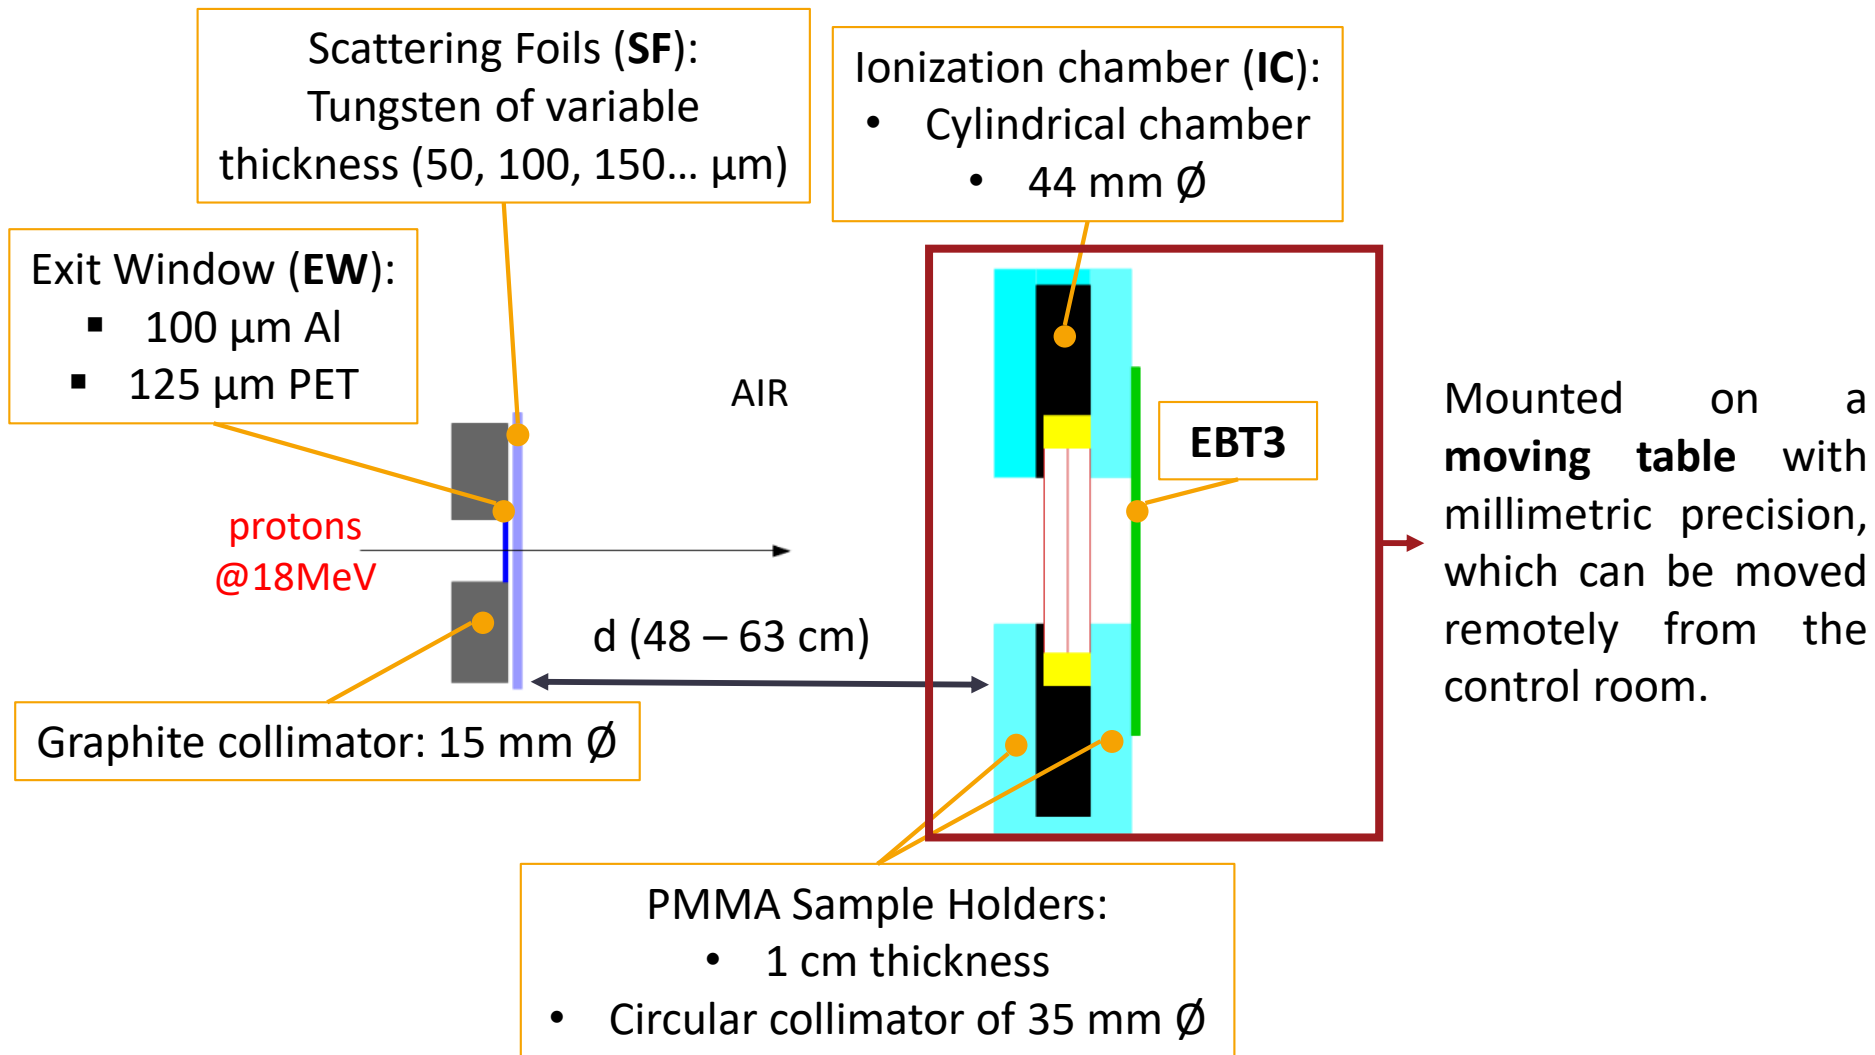 Scattering Foils (SF):
Tungsten of variable
thickness (50, 100, 150... µm)
Ionization chamber (IC):
• Cylindrical chamber
• 44 mm Ø
Exit Window (EW):
▪ 100 µm Al
▪ 125 µm PET
AIR
EBT3
protons
@18MeV
d (48 – 63 cm)
Mounted on a
moving table with
millimetric precision,
which can be moved
remotely from the
control room.
Graphite collimator: 15 mm Ø
PMMA Sample Holders:
• 1 cm thickness
• Circular collimator of 35 mm Ø